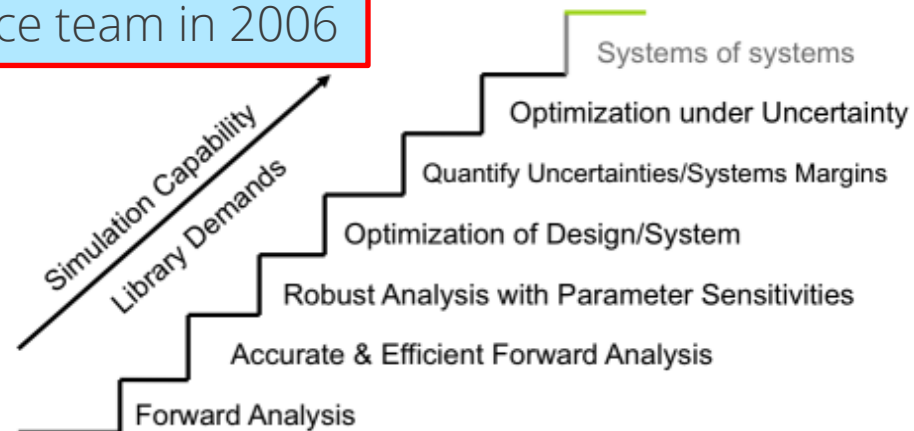 ce team in 2006
Systems of systems
Optimization under Uncertainty
Quantify Uncertainties/Systems Margins
Optimization of Design/System
Robust Analysis with Parameter Sensitivities
Accurate & Efficient Forward Analysis
Forward Analysis
Simulation Capability
Library Demands